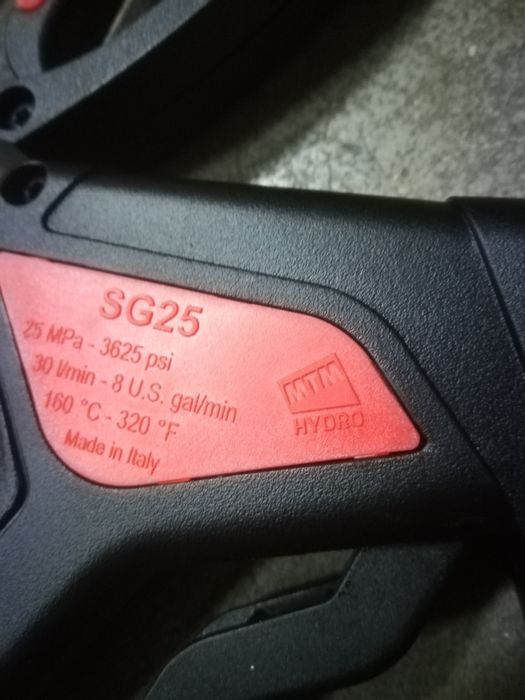 SG25
25 MPa - 3625 psi
30 l/min - 8 U.S. gal/min
160 °C - 320 °F
Made in Italy
MTM
HYDRO